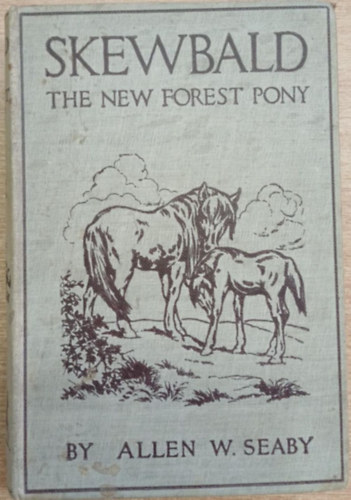 SKEWBALD
THE NEW FOREST PONY
BY ALLEN W. SEABY